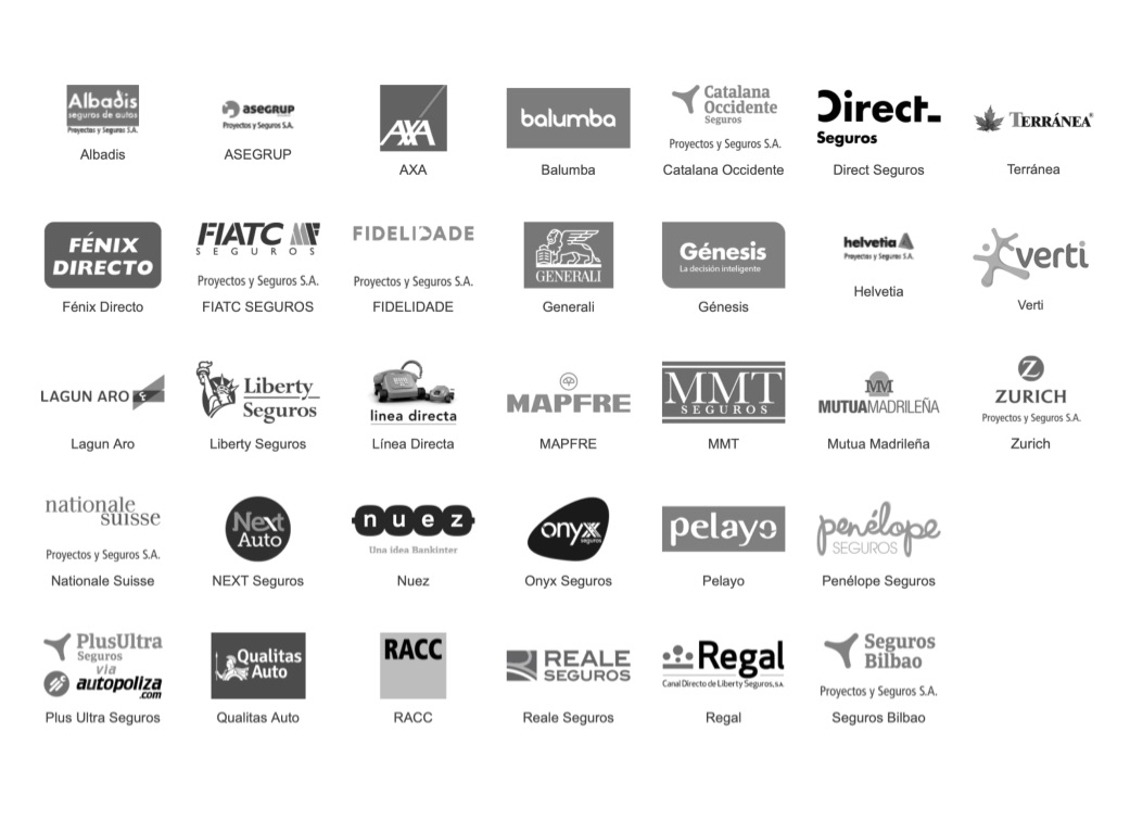 Albadis
seguros de autos
Proyectos y Seguros S.A.
Albadis
asegrup
Proyectos y Seguros S.A.
ASEGRUP
AXA
AXA
balumba
Balumba
Catalana
Occidente
Seguros
Proyectos y Seguros S.A.
Catalana Occidente
Direct
Seguros
Direct Seguros
TERRÁNEA®
Terránea
FÉNIX
DIRECTO
Fénix Directo
FIATC
SEGUROS
Proyectos y Seguros S.A.
FIATC SEGUROS
FIDELIDADE
Proyectos y Seguros S.A.
FIDELIDADE
GENERALI
Generali
Génesis
La decisión inteligente
Génesis
helvetia
Proyectos y Seguros S.A.
Helvetia
verti
Verti
LAGUN ARO
Lagun Aro
Liberty
Seguros
Liberty Seguros
linea directa
Línea Directa
MAPFRE
MAPFRE
MMT
SEGUROS
MMT
MM
MUTUAMADRILEÑA
Mutua Madrileña
Z
ZURICH
Proyectos y Seguros S.A.
Zurich
nationale
suisse
Proyectos y Seguros S.A.
Nationale Suisse
Next
Auto
NEXT Seguros
nuez
Una idea Bankinter
Nuez
onyx
seguros
Onyx Seguros
pelayo
Pelayo
penélope
SEGUROS
Penélope Seguros
PlusUltra
Seguros
via
autopoliza
.com
Plus Ultra Seguros
Qualitas
Auto
Qualitas Auto
RACC
RACC
REALE
SEGUROS
Reale Seguros
Regal
Canal Directo de Liberty Seguros, S.A.
Regal
Seguros
Bilbao
Proyectos y Seguros S.A.
Seguros Bilbao